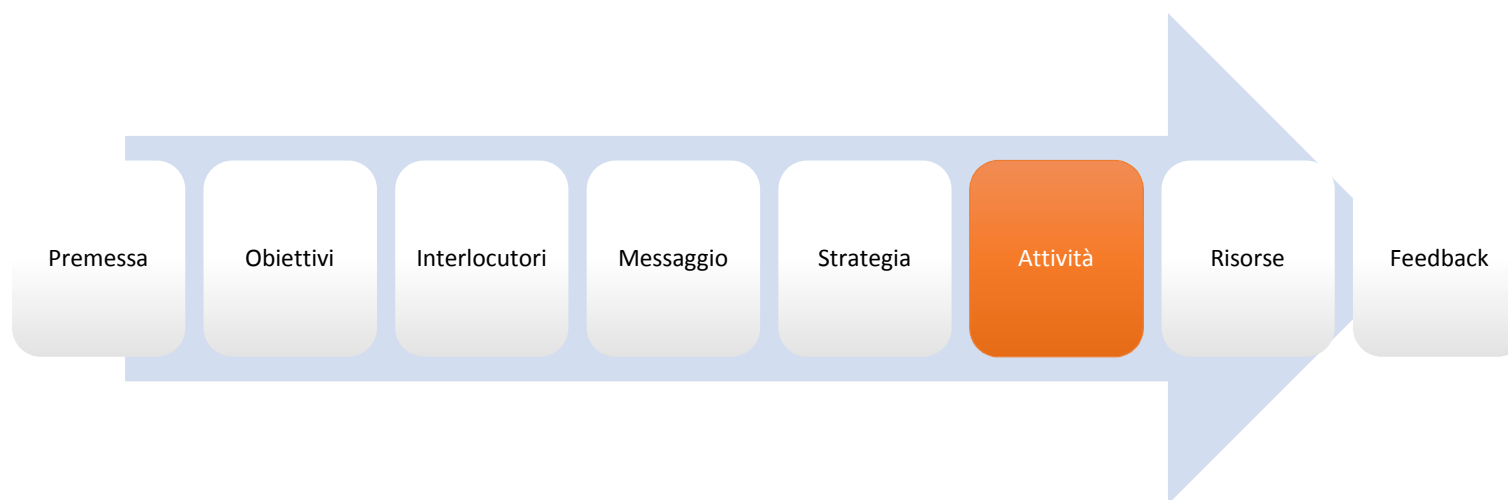 Premessa
Obiettivi
Interlocutori
Messaggio
Strategia
Attività
Risorse
Feedback